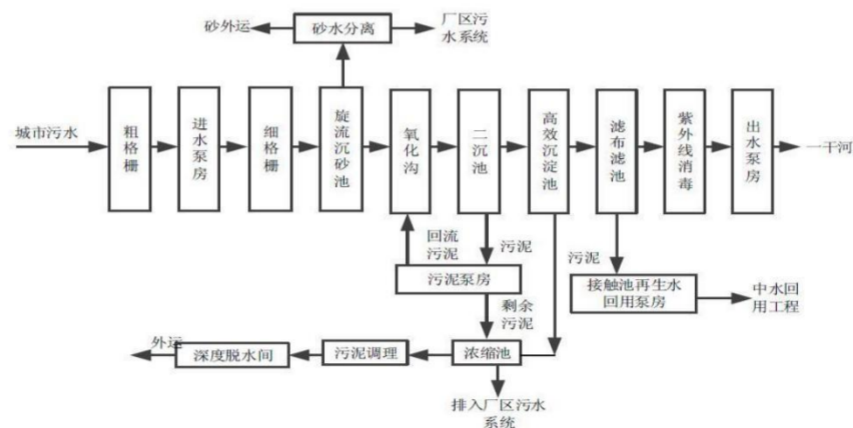 砂外运
砂水分离
厂区污
水系统
城市污水
粗格栅
进水泵房
细格栅
旋流沉砂池
氧化沟
二沉池
高效沉淀池
滤布滤池
紫外线消毒
出水泵房
一干河
回流
污泥
污泥
污泥
污泥泵房
接触池再生水
回用泵房
中水回
用工程
剩余
污泥
外运
深度脱水间
污泥调理
浓缩池
排入厂区污水
系统